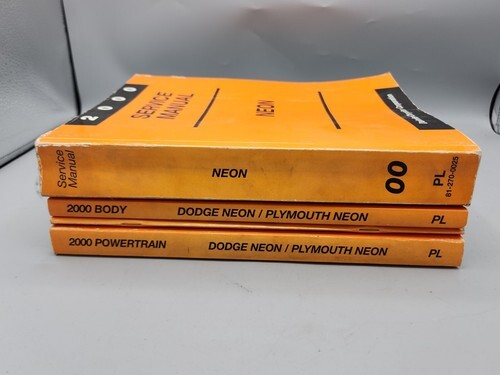 2000
SERVICE
MANUAL
NEON
Service
Manual
NEON
00
PL
81-270-0025
2000 BODY
DODGE NEON / PLYMOUTH NEON
PL
2000 POWERTRAIN
DODGE NEON / PLYMOUTH NEON
PL